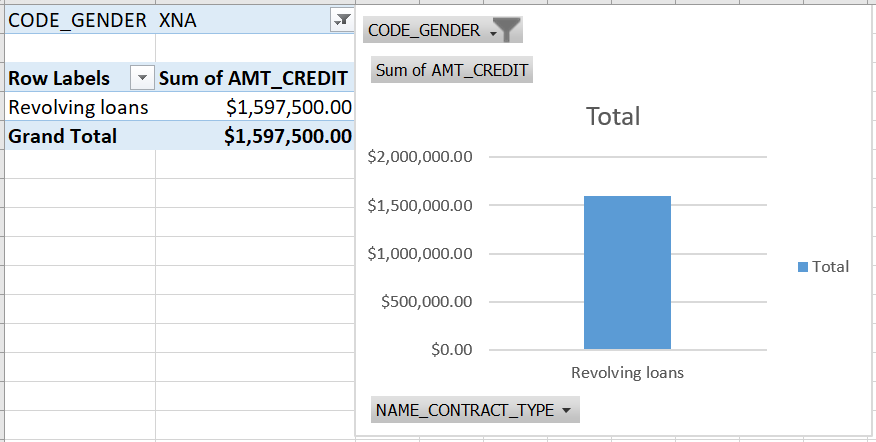 CODE_GENDER XNA
Row Labels Sum of AMT_CREDIT
Revolving loans $1,597,500.00
Grand Total $1,597,500.00
CODE_GENDER
Sum of AMT_CREDIT
Total
$2,000,000.00
$1,500,000.00
$1,000,000.00
$500,000.00
$0.00
Revolving loans
Total
NAME_CONTRACT_TYPE